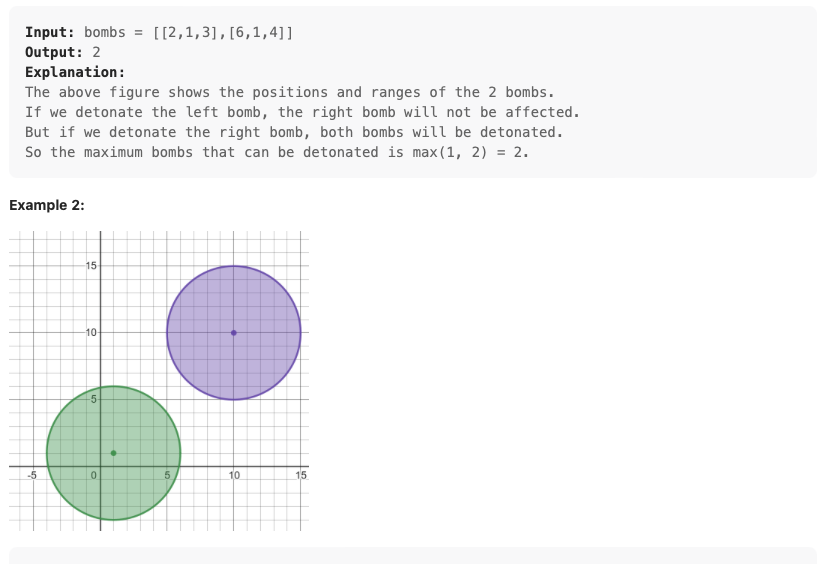 Input: bombs = [[2,1,3],[6,1,4]]
Output: 2
Explanation:
The above figure shows the positions and ranges of the 2 bombs.
If we detonate the left bomb, the right bomb will not be affected.
But if we detonate the right bomb, both bombs will be detonated.
So the maximum bombs that can be detonated is max(1, 2) = 2.
Example 2:
15
10
5
-5 0 5 10 15